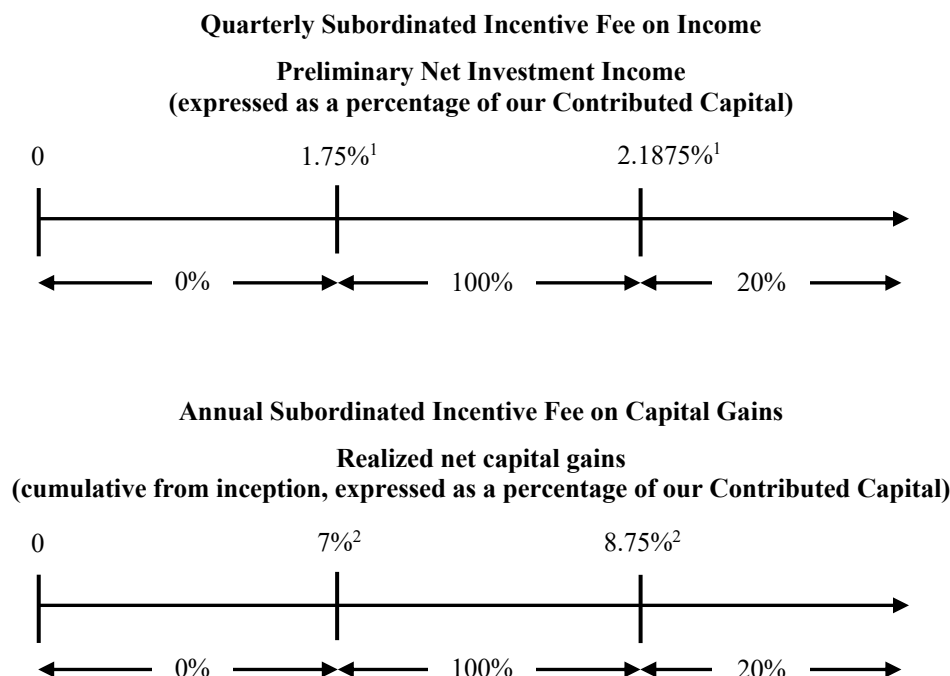 Quarterly Subordinated Incentive Fee on Income
Preliminary Net Investment Income
(expressed as a percentage of our Contributed Capital)
0 1.75%¹ 2.1875%¹
0% 100% 20%
Annual Subordinated Incentive Fee on Capital Gains
Realized net capital gains
(cumulative from inception, expressed as a percentage of our Contributed Capital)
0 7%² 8.75%²
0% 100% 20%